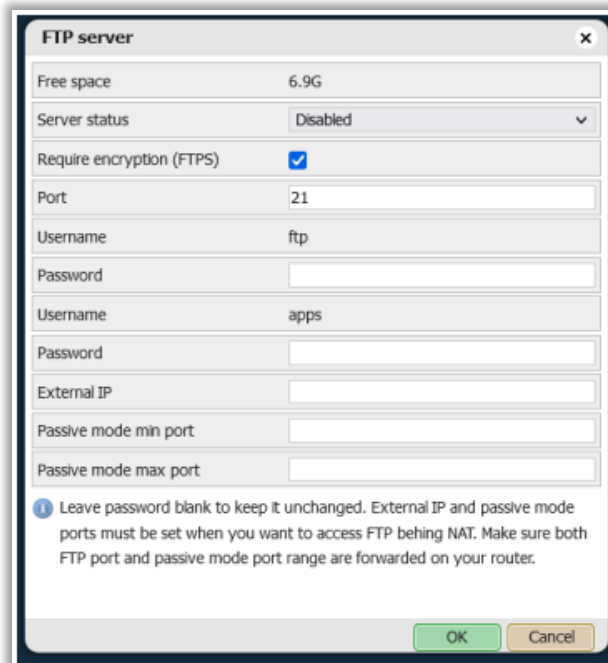 FTP server
Free space 6.9G
Server status Disabled
Require encryption (FTPS)
Port 21
Username ftp
Password
Username apps
Password
External IP
Passive mode min port
Passive mode max port
Leave password blank to keep it unchanged. External IP and passive mode
ports must be set when you want to access FTP behing NAT. Make sure both
FTP port and passive mode port range are forwarded on your router.
OK Cancel